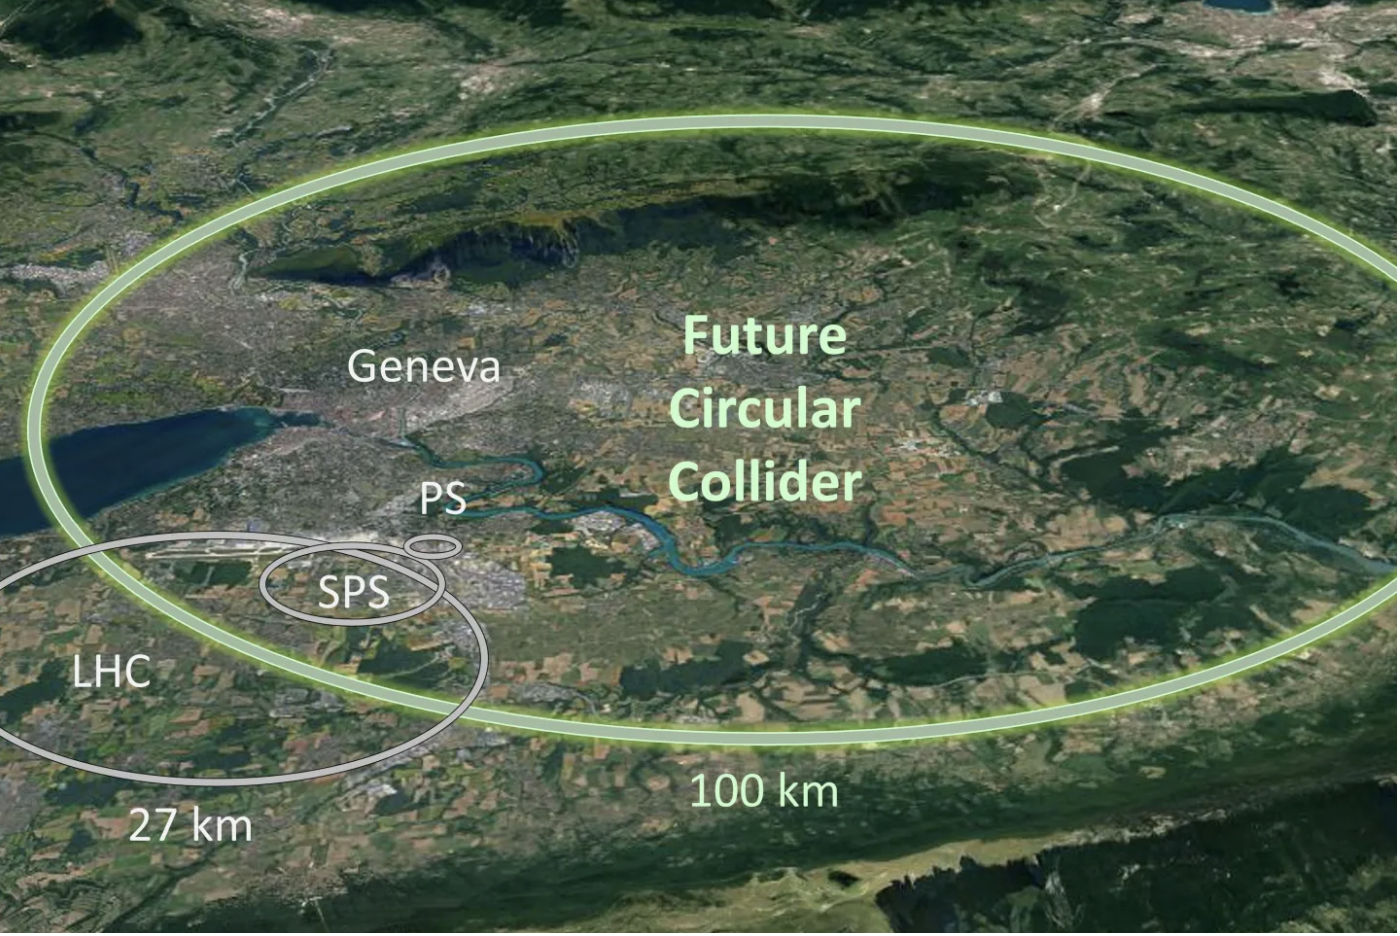 Future
Circular
Collider
Geneva
PS
SPS
LHC
100 km
27 km